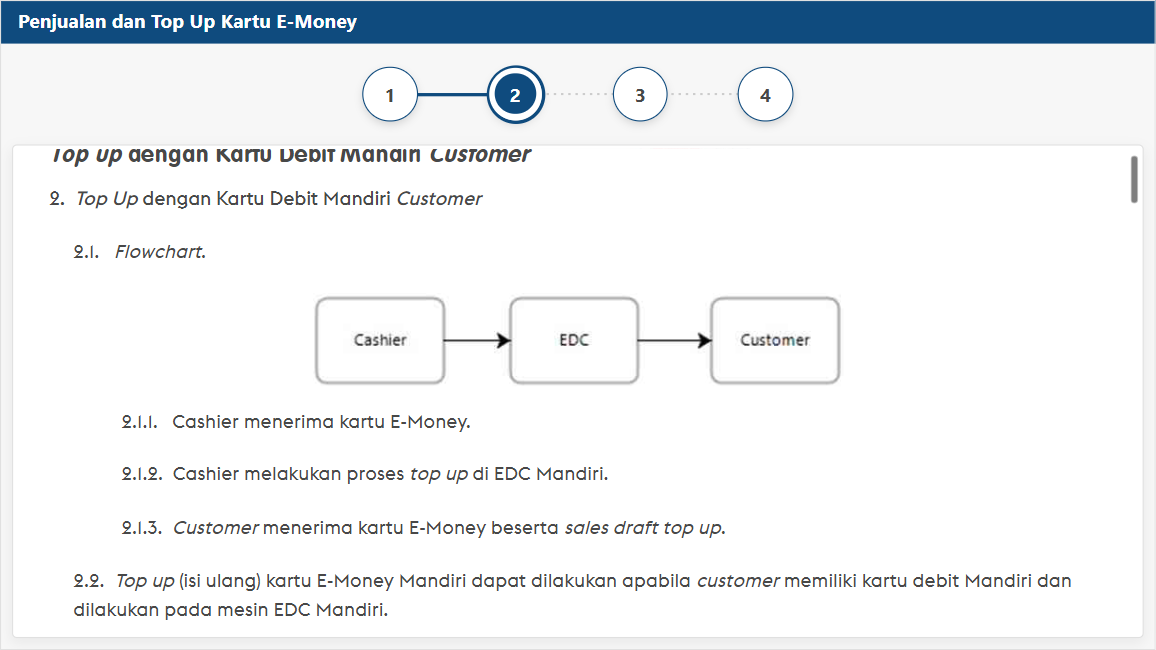 Penjualan dan Top Up Kartu E-Money
1 2 3 4
Top up dengan Kartu Debit Mandiri Customer
2. Top Up dengan Kartu Debit Mandiri Customer
2.1. Flowchart.
Cashier EDC Customer
2.1.1. Cashier menerima kartu E-Money.
2.1.2. Cashier melakukan proses top up di EDC Mandiri.
2.1.3. Customer menerima kartu E-Money beserta sales draft top up.
2.2. Top up (isi ulang) kartu E-Money Mandiri dapat dilakukan apabila customer memiliki kartu debit Mandiri dan
dilakukan pada mesin EDC Mandiri.